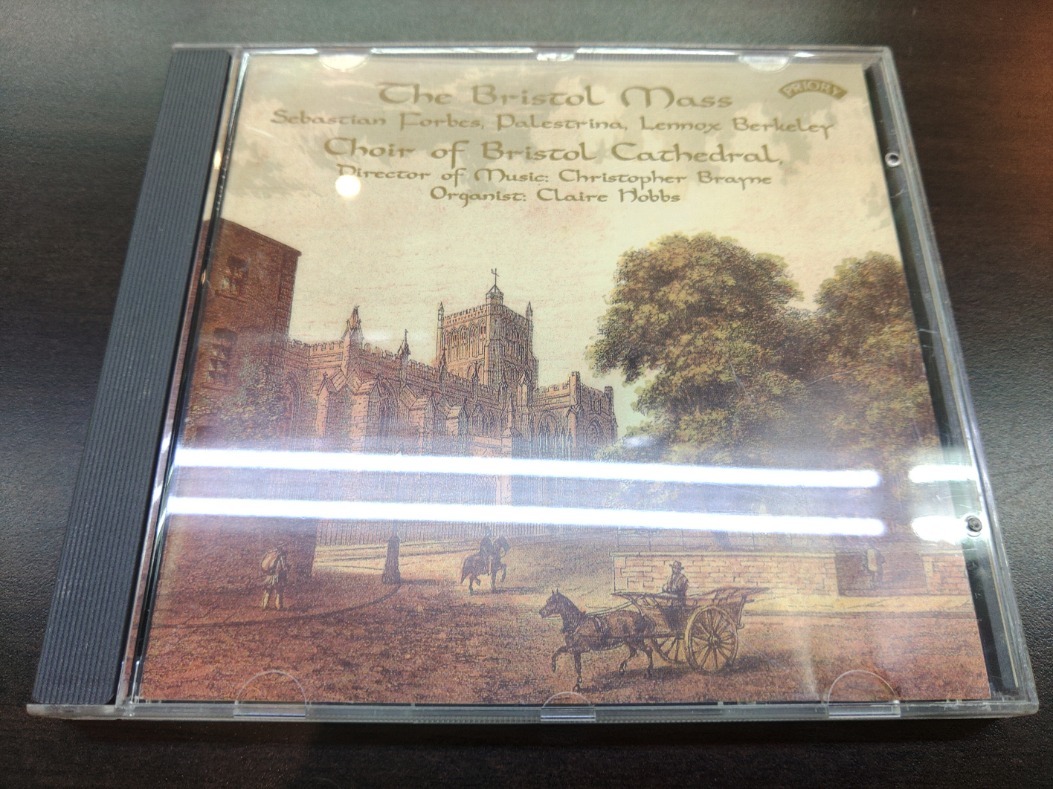 The Bristol Mass
PRIORY
Sebastian Forbes, Palestrina, Lennox Berkeley
Choir of Bristol Cathedral,
Director of Music: Christopher Brayne
Organist: Claire Hobbs